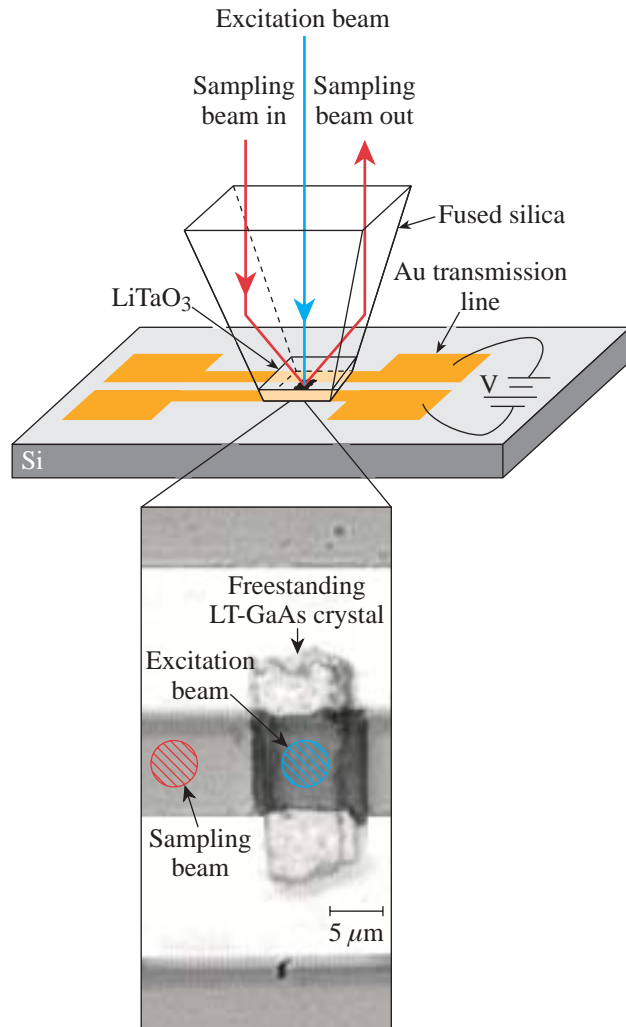 Excitation beam
Sampling
beam in
Sampling
beam out
Fused silica
Au transmission
line
LiTaO₃
V
Si
Freestanding
LT-GaAs crystal
Excitation
beam
Sampling
beam
5 μm